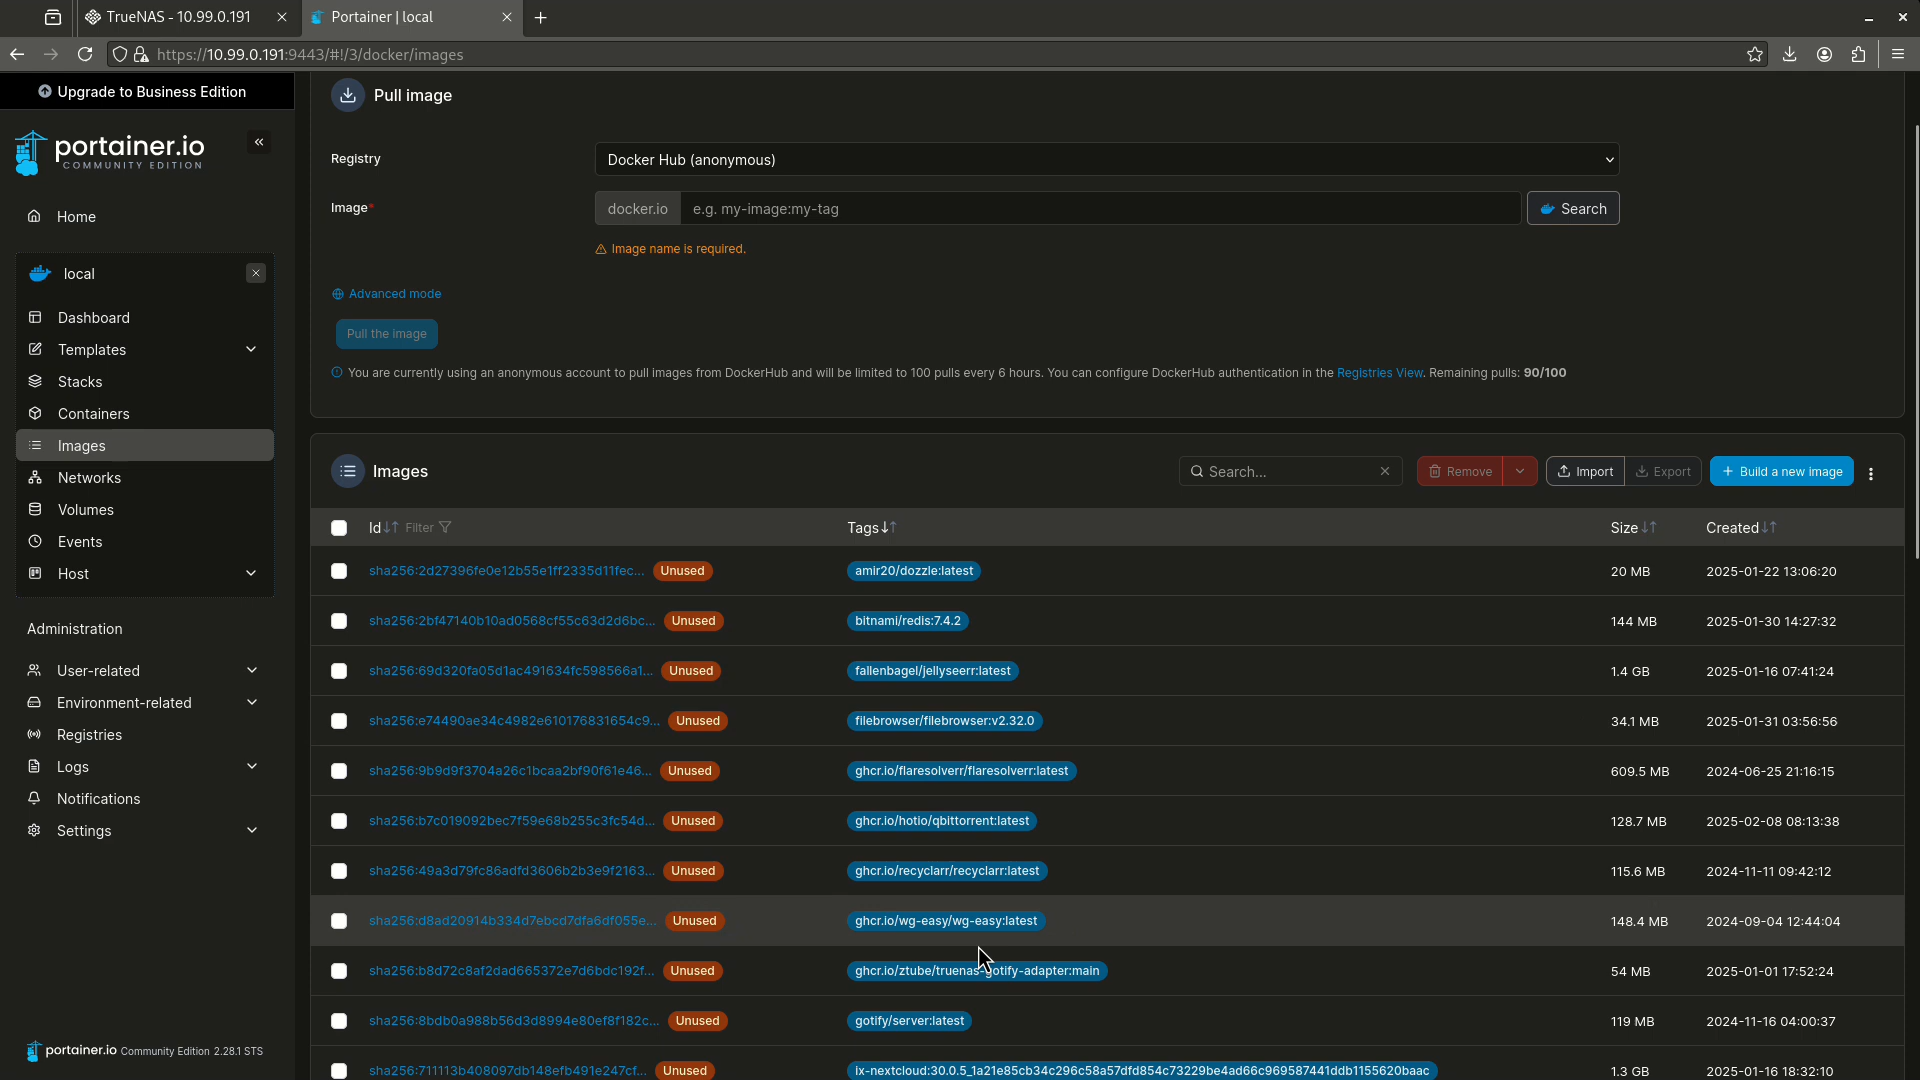 TrueNAS - 10.99.0.191
Portainer | local
https://10.99.0.191:9443/#!/3/docker/images
Upgrade to Business Edition
portainer.io
COMMUNITY EDITION
Home
local
Dashboard
Templates
Stacks
Containers
Images
Networks
Volumes
Events
Host
Administration
User-related
Environment-related
Registries
Logs
Notifications
Settings
portainer.io Community Edition 2.28.1 STS
Pull image
Registry
Docker Hub (anonymous)
Image*
docker.io
e.g. my-image:my-tag
Search
Image name is required.
Advanced mode
Pull the image
You are currently using an anonymous account to pull images from DockerHub and will be limited to 100 pulls every 6 hours. You can configure DockerHub authentication in the Registries View. Remaining pulls: 90/100
Images
Search...
Remove
Import
Export
Build a new image
Id Filter Tags Size Created
sha256:2d27396fe0e12b55e1ff2335d11fec... Unused amir20/dozzle:latest 20 MB 2025-01-22 13:06:20
sha256:2bf47140b10ad0568cf55c63d2d6bc... Unused bitnami/redis:7.4.2 144 MB 2025-01-30 14:27:32
sha256:69d320fa05d1ac491634fc598566a1... Unused fallenbagel/jellyseerr:latest 1.4 GB 2025-01-16 07:41:24
sha256:e74490ae34c4982e610176831654c9... Unused filebrowser/filebrowser:v2.32.0 34.1 MB 2025-01-31 03:56:56
sha256:9b9d9f3704a26c1bcaa2bf90f61e46... Unused ghcr.io/flaresolverr/flaresolverr:latest 609.5 MB 2024-06-25 21:16:15
sha256:b7c019092bec7f59e68b255c3fc54d... Unused ghcr.io/hotio/qbittorrent:latest 128.7 MB 2025-02-08 08:13:38
sha256:49a3d79fc86adfd3606b2b3e9f2163... Unused ghcr.io/recyclarr/recyclarr:latest 115.6 MB 2024-11-11 09:42:12
sha256:d8ad20914b334d7ebcd7dfa6df055e... Unused ghcr.io/wg-easy/wg-easy:latest 148.4 MB 2024-09-04 12:44:04
sha256:b8d72c8af2dad665372e7d6bdc192f... Unused ghcr.io/ztube/truenas-gotify-adapter:main 54 MB 2025-01-01 17:52:24
sha256:8bdb0a988b56d3d8994e80ef8f182c... Unused gotify/server:latest 119 MB 2024-11-16 04:00:37
sha256:711113b408097db148efb491e247cf... Unused ix-nextcloud:30.0.5_1a21e85cb34c296c58a57dfd854c73229be4ad66c969587441ddb1155620baac 1.3 GB 2025-01-16 18:32:10